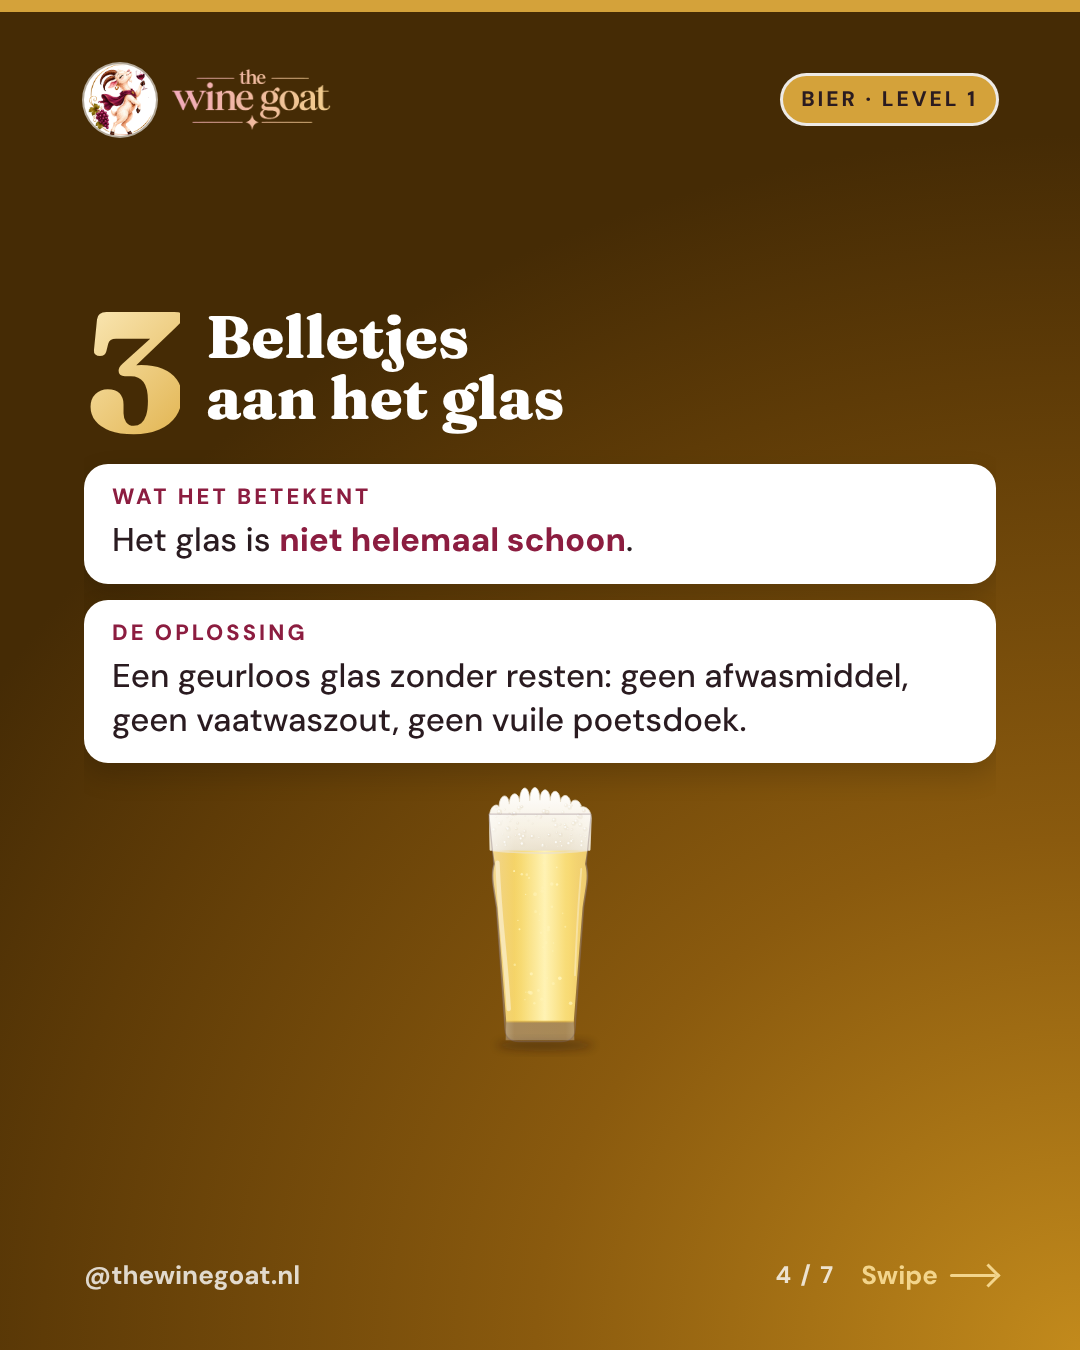 the
wine goat
BIER · LEVEL 1
3
Belletjes
aan het glas
WAT HET BETEKENT
Het glas is niet helemaal schoon.
DE OPLOSSING
Een geurloos glas zonder resten: geen afwasmiddel,
geen vaatwaszout, geen vuile poetsdoek.
@thewinegoat.nl
4 / 7
Swipe